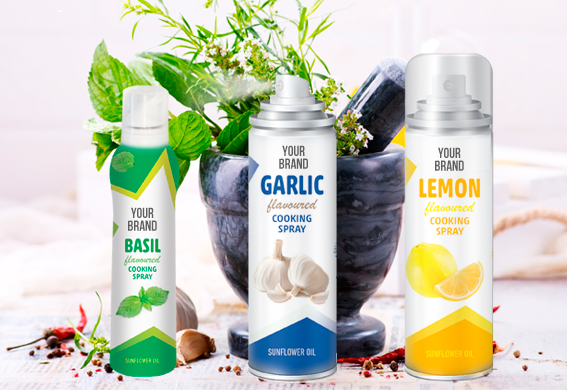 YOUR
BRAND
BASIL
flavoured
COOKING
SPRAY
SUNFLOWER OIL
YOUR
BRAND
GARLIC
flavoured
COOKING
SPRAY
SUNFLOWER OIL
YOUR
BRAND
LEMON
flavoured
COOKING
SPRAY
SUNFLOWER OIL